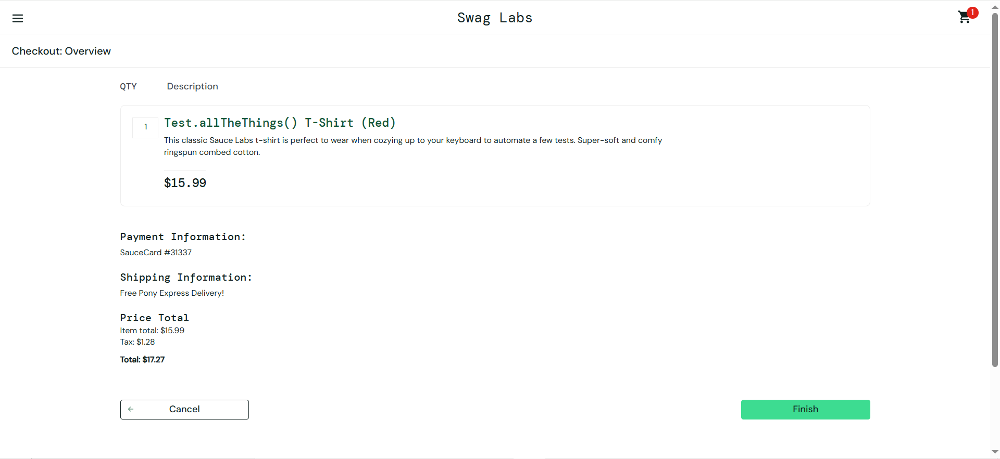 Swag Labs
1
Checkout: Overview
QTY Description
1
Test.allTheThings() T-Shirt (Red)
This classic Sauce Labs t-shirt is perfect to wear when cozying up to your keyboard to automate a few tests. Super-soft and comfy
ringspun combed cotton.
$15.99
Payment Information:
SauceCard #31337
Shipping Information:
Free Pony Express Delivery!
Price Total
Item total: $15.99
Tax: $1.28
Total: $17.27
Cancel
Finish